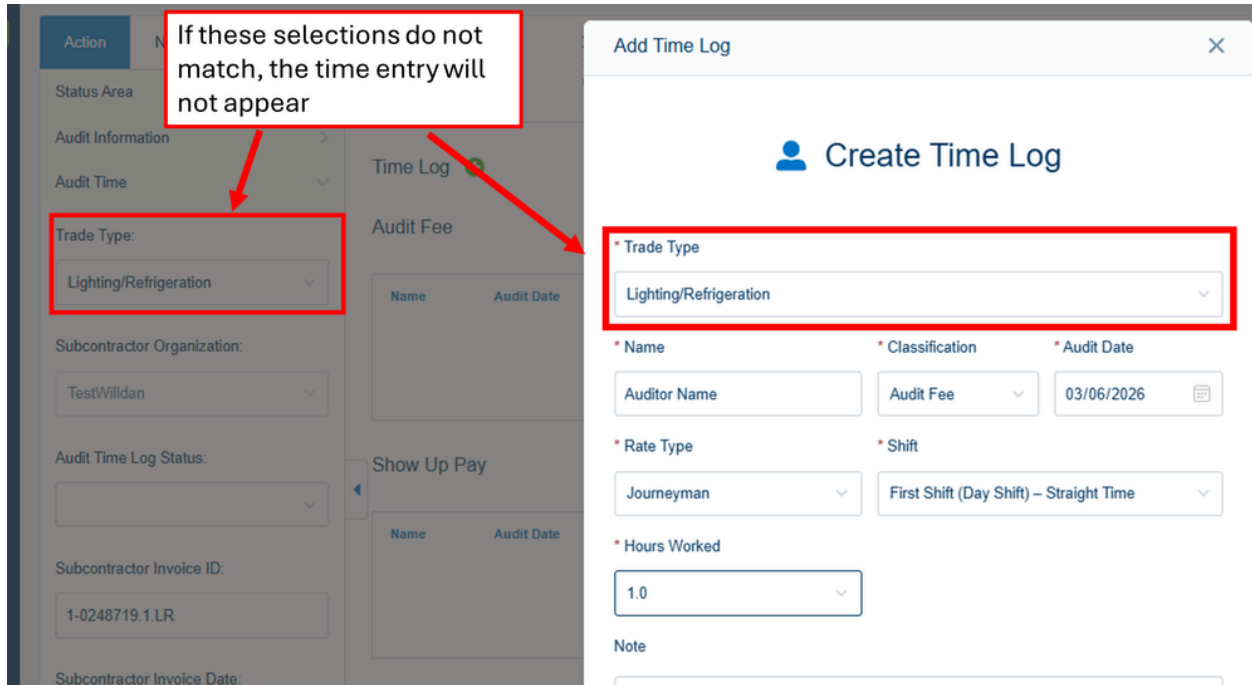 Action
N
If these selections do not
match, the time entry will
not appear
Status Area
Audit Information
Audit Time
Trade Type:
Lighting/Refrigeration
Subcontractor Organization:
TestWilldan
Audit Time Log Status:
Subcontractor Invoice ID:
1-0248719.1.LR
Subcontractor Invoice Date:
Time Log
Audit Fee
Name Audit Date
Show Up Pay
Name Audit Date
Add Time Log
Create Time Log
* Trade Type
Lighting/Refrigeration
* Name * Classification * Audit Date
Auditor Name Audit Fee 03/06/2026
* Rate Type * Shift
Journeyman First Shift (Day Shift) – Straight Time
* Hours Worked
1.0
Note